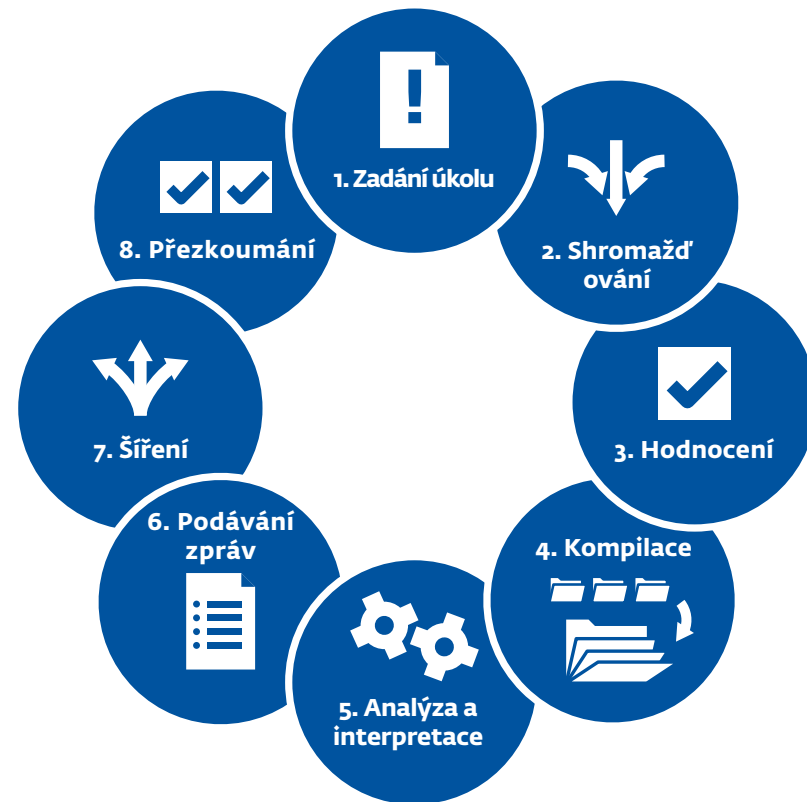 1. Zadání úkolu
2. Shromažď
ování
3. Hodnocení
4. Kompilace
5. Analýza a
interpretace
6. Podávání
zpráv
7. Šíření
8. Přezkoumání